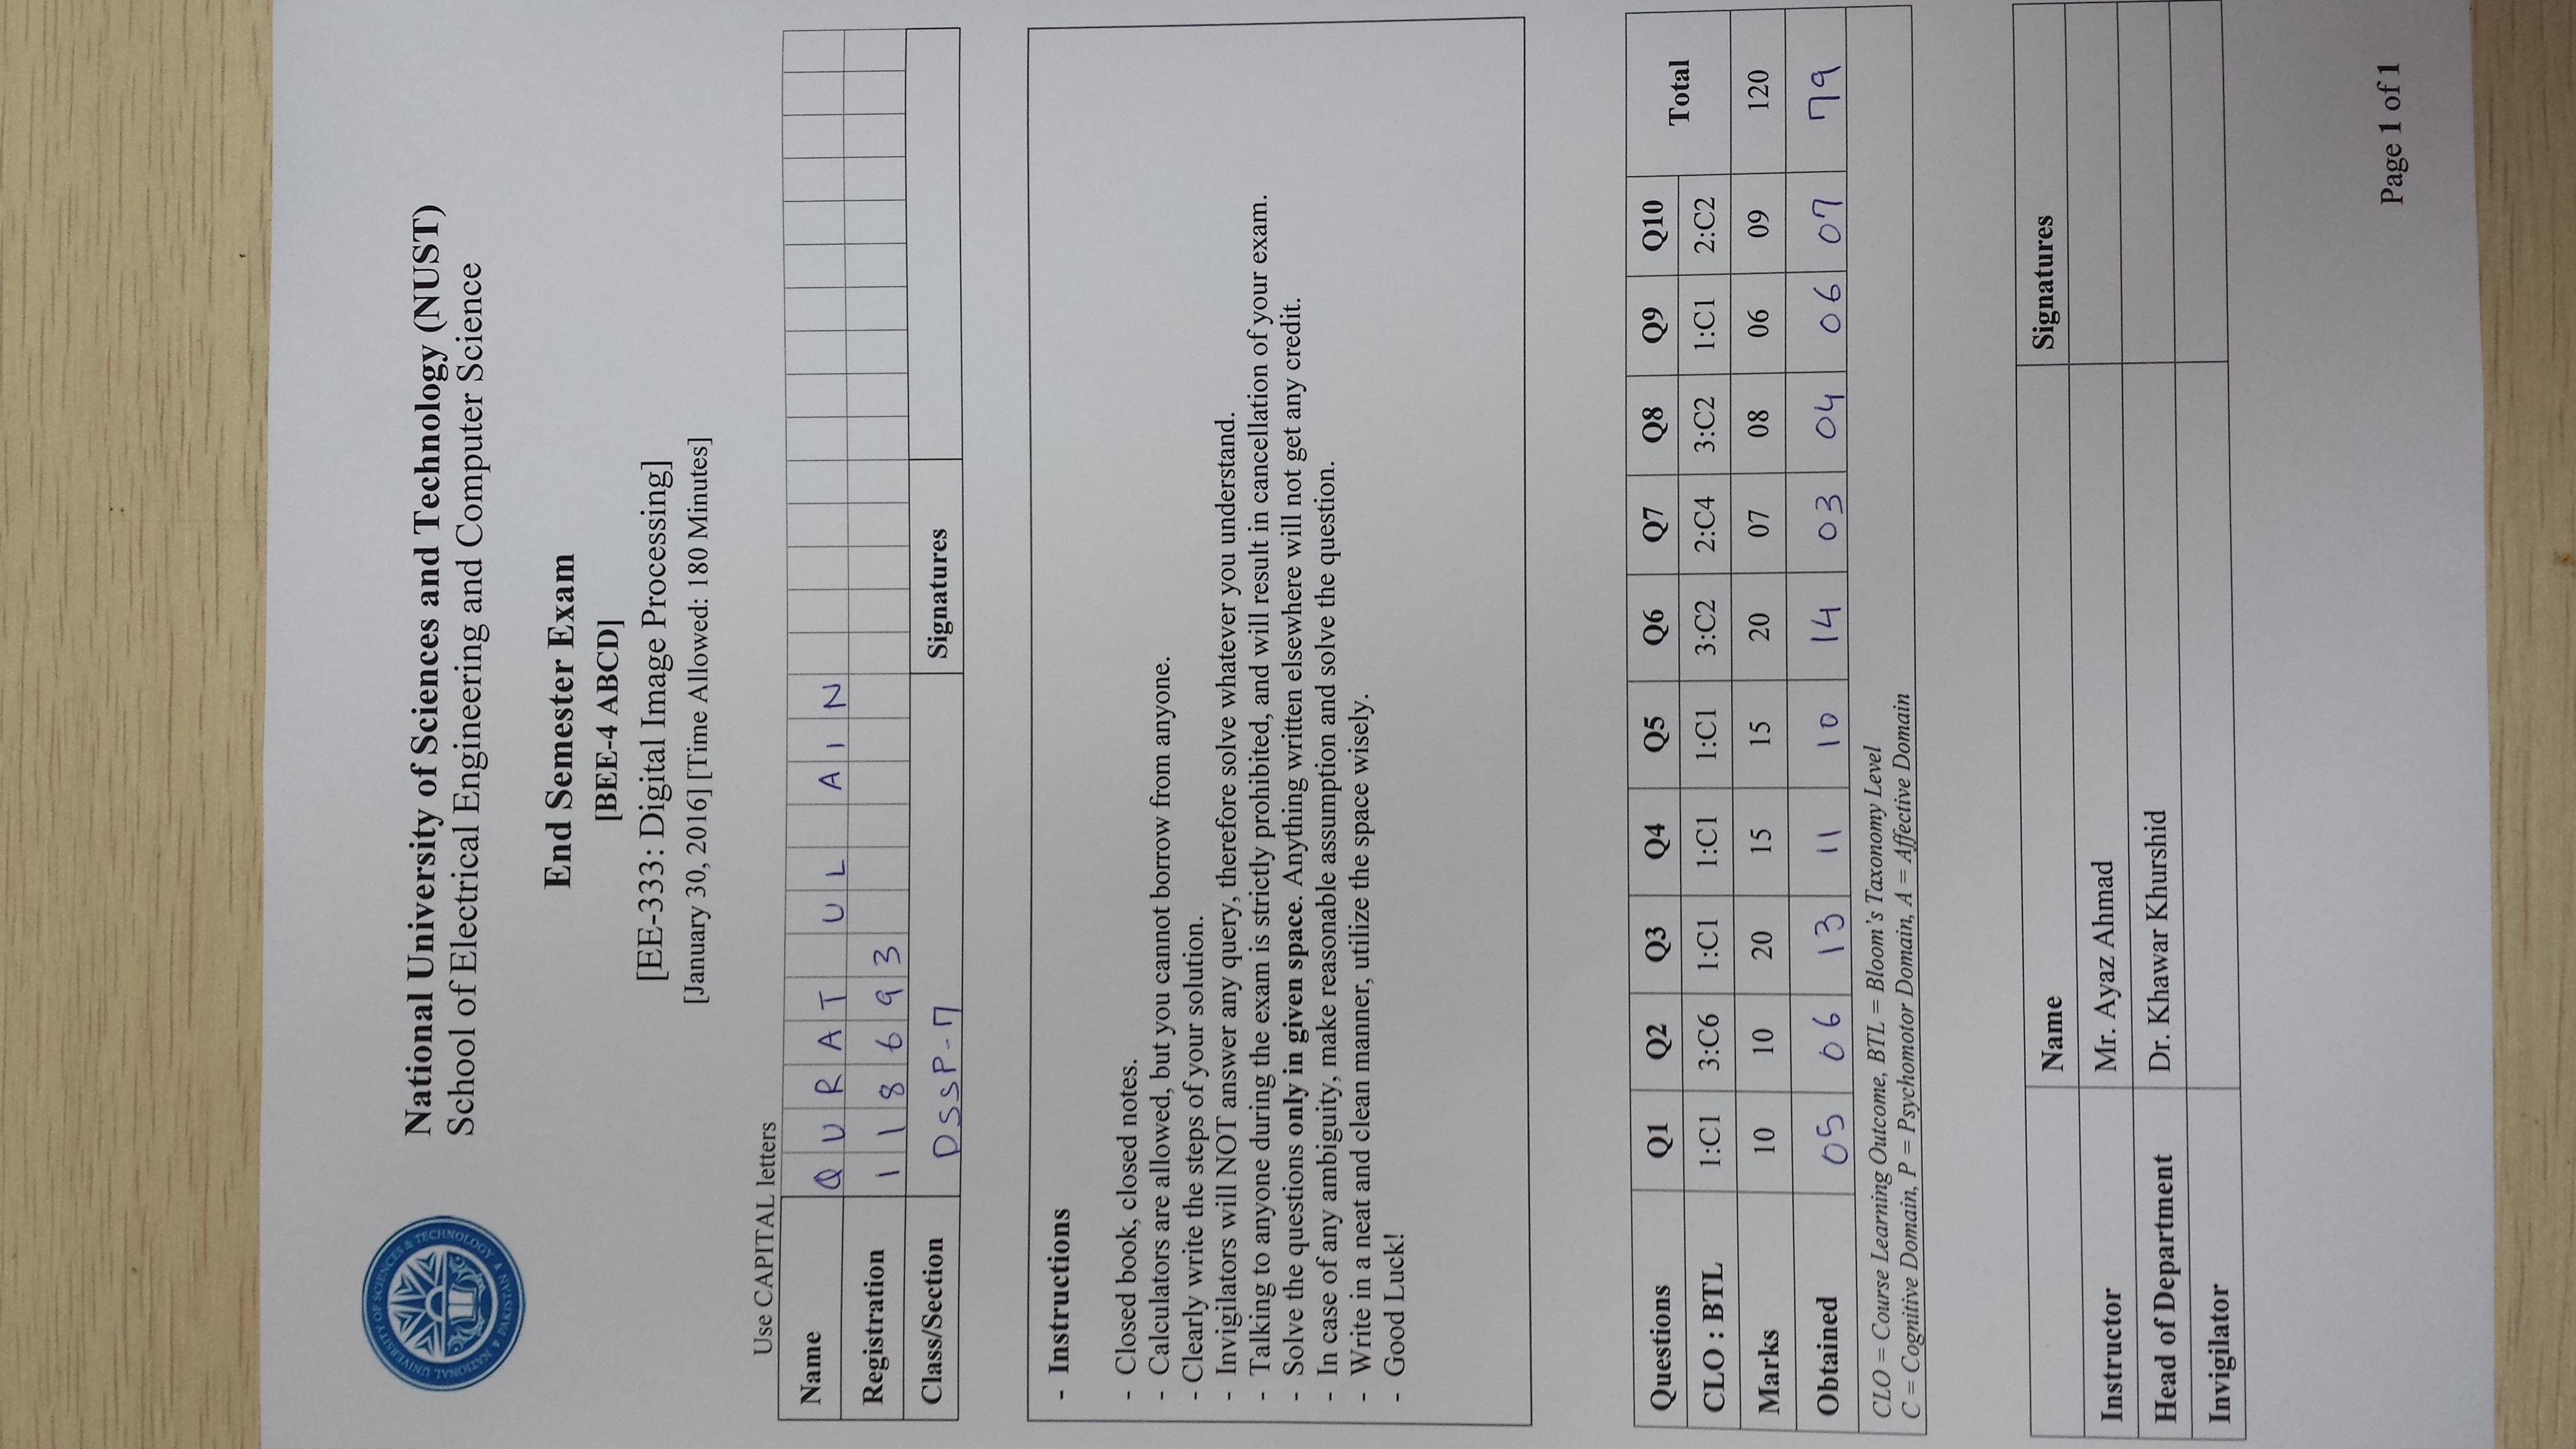 NATIONAL UNIVERSITY OF SCIENCES & TECHNOLOGY
PAKISTAN
National University of Sciences and Technology (NUST)
School of Electrical Engineering and Computer Science
End Semester Exam
[BEE-4 ABCD]
[EE-333: Digital Image Processing]
[January 30, 2016] [Time Allowed: 180 Minutes]
Use CAPITAL letters
Name QURAT UL AIN
Registration 118693
Class/Section DSSP-7 Signatures
- Instructions
- Closed book, closed notes.
- Calculators are allowed, but you cannot borrow from anyone.
- Clearly write the steps of your solution.
- Invigilators will NOT answer any query, therefore solve whatever you understand.
- Talking to anyone during the exam is strictly prohibited, and will result in cancellation of your exam.
- Solve the questions only in given space. Anything written elsewhere will not get any credit.
- In case of any ambiguity, make reasonable assumption and solve the question.
- Write in a neat and clean manner, utilize the space wisely.
- Good Luck!
Questions Q1 Q2 Q3 Q4 Q5 Q6 Q7 Q8 Q9 Q10 Total
CLO : BTL 1:C1 3:C6 1:C1 1:C1 1:C1 3:C2 2:C4 3:C2 1:C1 2:C2
Marks 10 10 20 15 15 20 07 08 06 09 120
Obtained 05 06 13 11 10 14 03 04 06 07 79
CLO = Course Learning Outcome, BTL = Bloom's Taxonomy Level
C = Cognitive Domain, P = Psychomotor Domain, A = Affective Domain
Name Signatures
Instructor Mr. Ayaz Ahmad
Head of Department Dr. Khawar Khurshid
Invigilator
Page 1 of 1